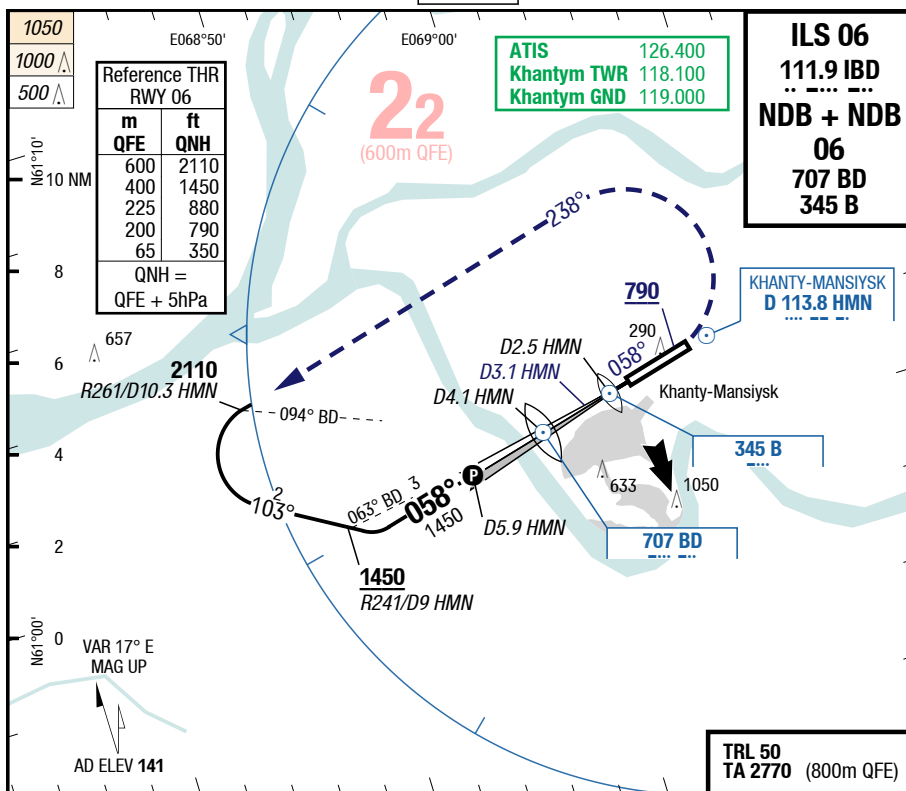 1050
1000
500
E068°50'
E069°00'
Reference THR
RWY 06
m ft
QFE QNH
600 2110
400 1450
225 880
200 790
65 350
QNH =
QFE + 5hPa
22
(600m QFE)
ATIS 126.400
Khantym TWR 118.100
Khantym GND 119.000
ILS 06
111.9 IBD
NDB + NDB
06
707 BD
345 B
N61°10'
10 NM
8
6
4
2
0
N61°00'
238°
790
KHANTY-MANSIYSK
D 113.8 HMN
290
657
D2.5 HMN
058°
D3.1 HMN
2110
R261/D10.3 HMN
D4.1 HMN
Khanty-Mansiysk
094° BD
345 B
633
1050
P
2
103°
063° BD
3
058°
1450
D5.9 HMN
707 BD
1450
R241/D9 HMN
VAR 17° E
MAG UP
AD ELEV 141
TRL 50
TA 2770 (800m QFE)